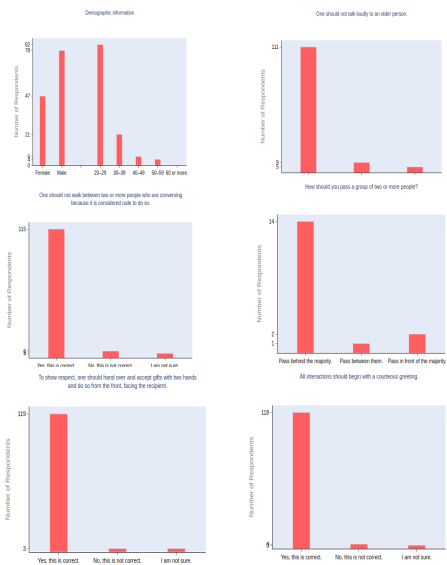 Demographic Information
Number of Respondents
82
78
47
21
0
Female Male 20–29 30–39 40–49 50–59 60 or more.
One should not talk loudly to an older person.
Number of Respondents
111
9
5
One should not walk between two or more people who are conversing
because it is considered rude to do so.
Number of Respondents
115
Yes, this is correct. No, this is not correct. I am not sure.
How should you pass a group of two or more people?
Number of Respondents
14
2
1
Pass behind the majority. Pass between them. Pass in front of the majority.
To show respect, one should hand over and accept gifts with two hands
and do so from the front, facing the recipient.
Number of Respondents
119
3
Yes, this is correct. No, this is not correct. I am not sure.
All interactions should begin with a courteous greeting.
Number of Respondents
118
Yes, this is correct. No, this is not correct. I am not sure.